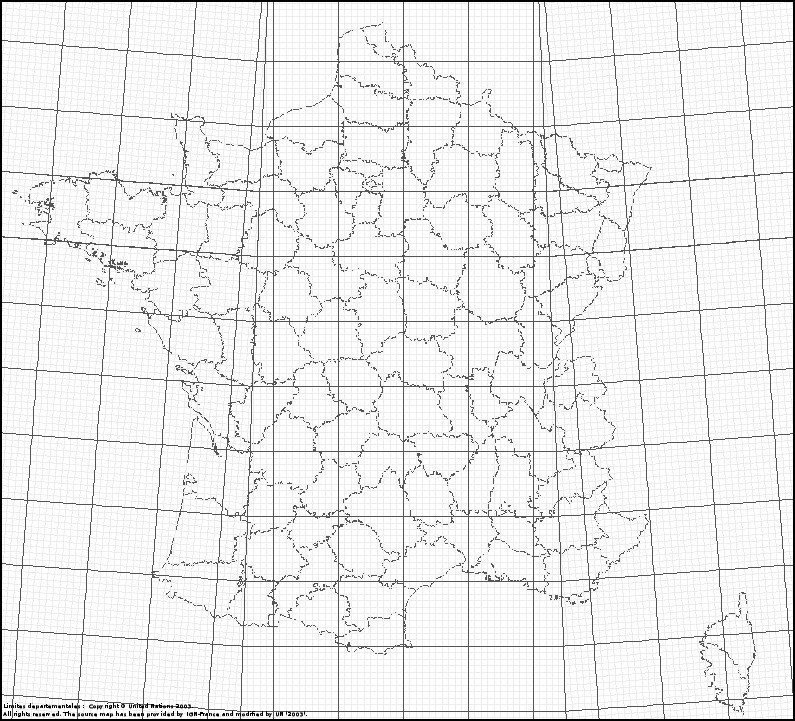 Limites departementales : Copyright © United Nations 2003
All rights reserved. The source map has been provided by IGN-France and modified by UN '2003'.